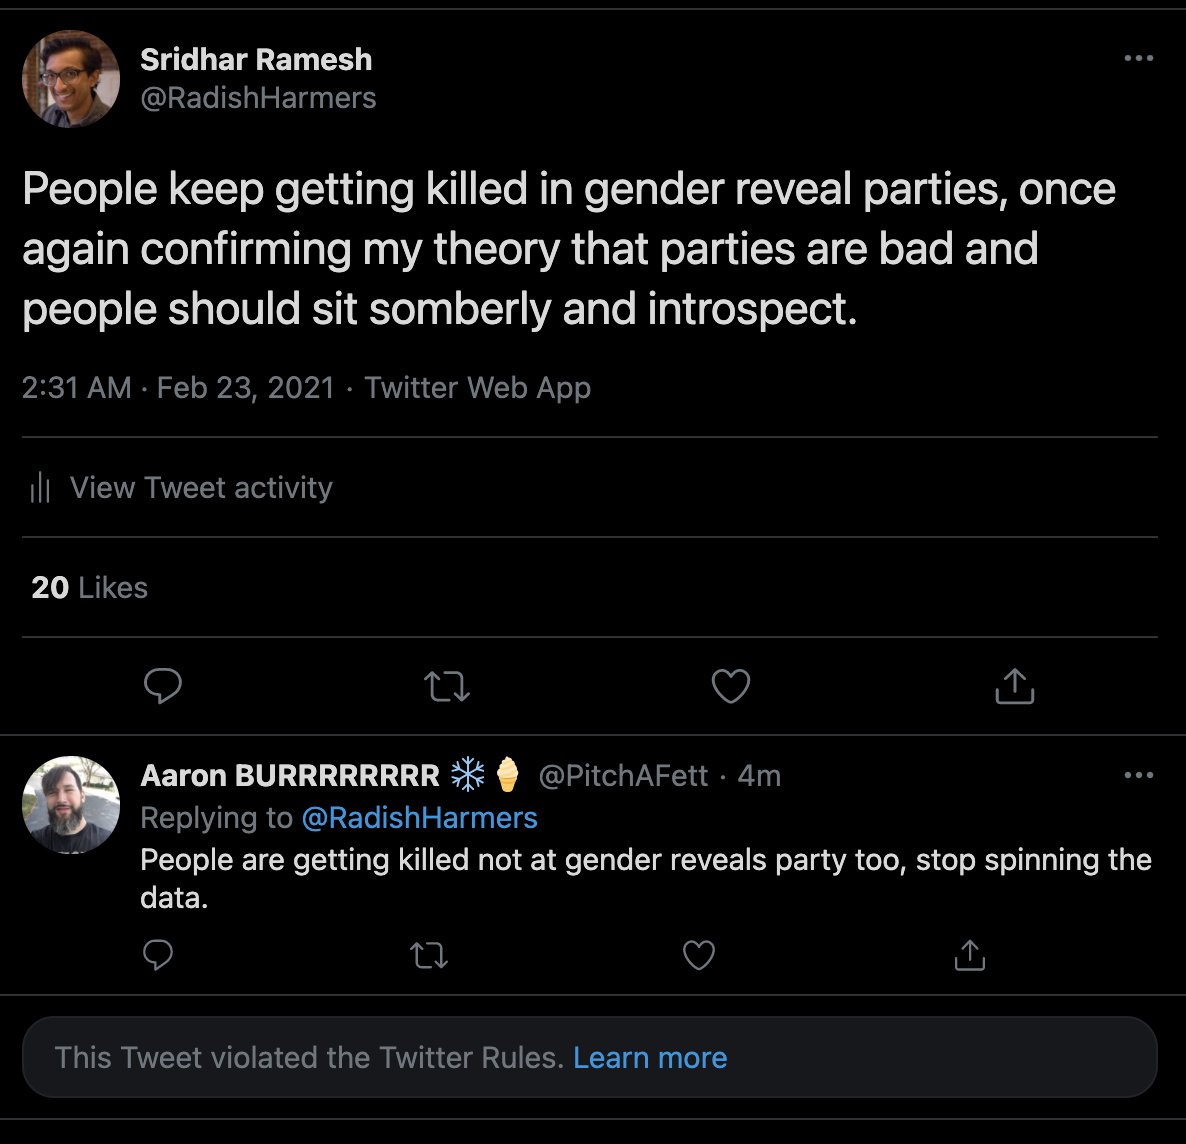 Sridhar Ramesh
@RadishHarmers
People keep getting killed in gender reveal parties, once
again confirming my theory that parties are bad and
people should sit somberly and introspect.
2:31 AM · Feb 23, 2021 · Twitter Web App
View Tweet activity
20 Likes
Aaron BURRRRRRRR ❄️🍦 @PitchAFett · 4m
Replying to @RadishHarmers
People are getting killed not at gender reveals party too, stop spinning the
data.
This Tweet violated the Twitter Rules. Learn more